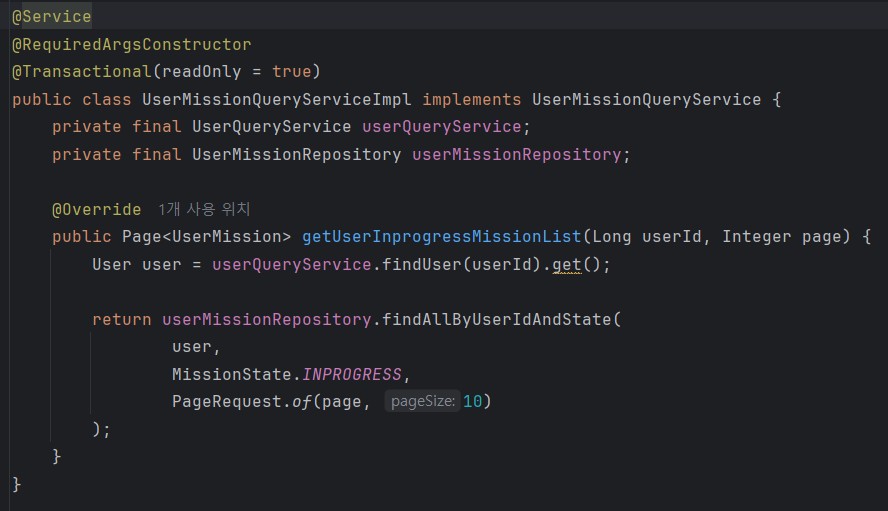 @Service
@RequiredArgsConstructor
@Transactional(readOnly = true)
public class UserMissionQueryServiceImpl implements UserMissionQueryService {
    private final UserQueryService userQueryService;
    private final UserMissionRepository userMissionRepository;
    @Override 1개 사용 위치
    public Page<UserMission> getUserInprogressMissionList(Long userId, Integer page) {
        User user = userQueryService.findUser(userId).get();
        return userMissionRepository.findAllByUserIdAndState(
                user,
                MissionState.INPROGRESS,
                PageRequest.of(page, pageSize: 10)
        );
    }
}